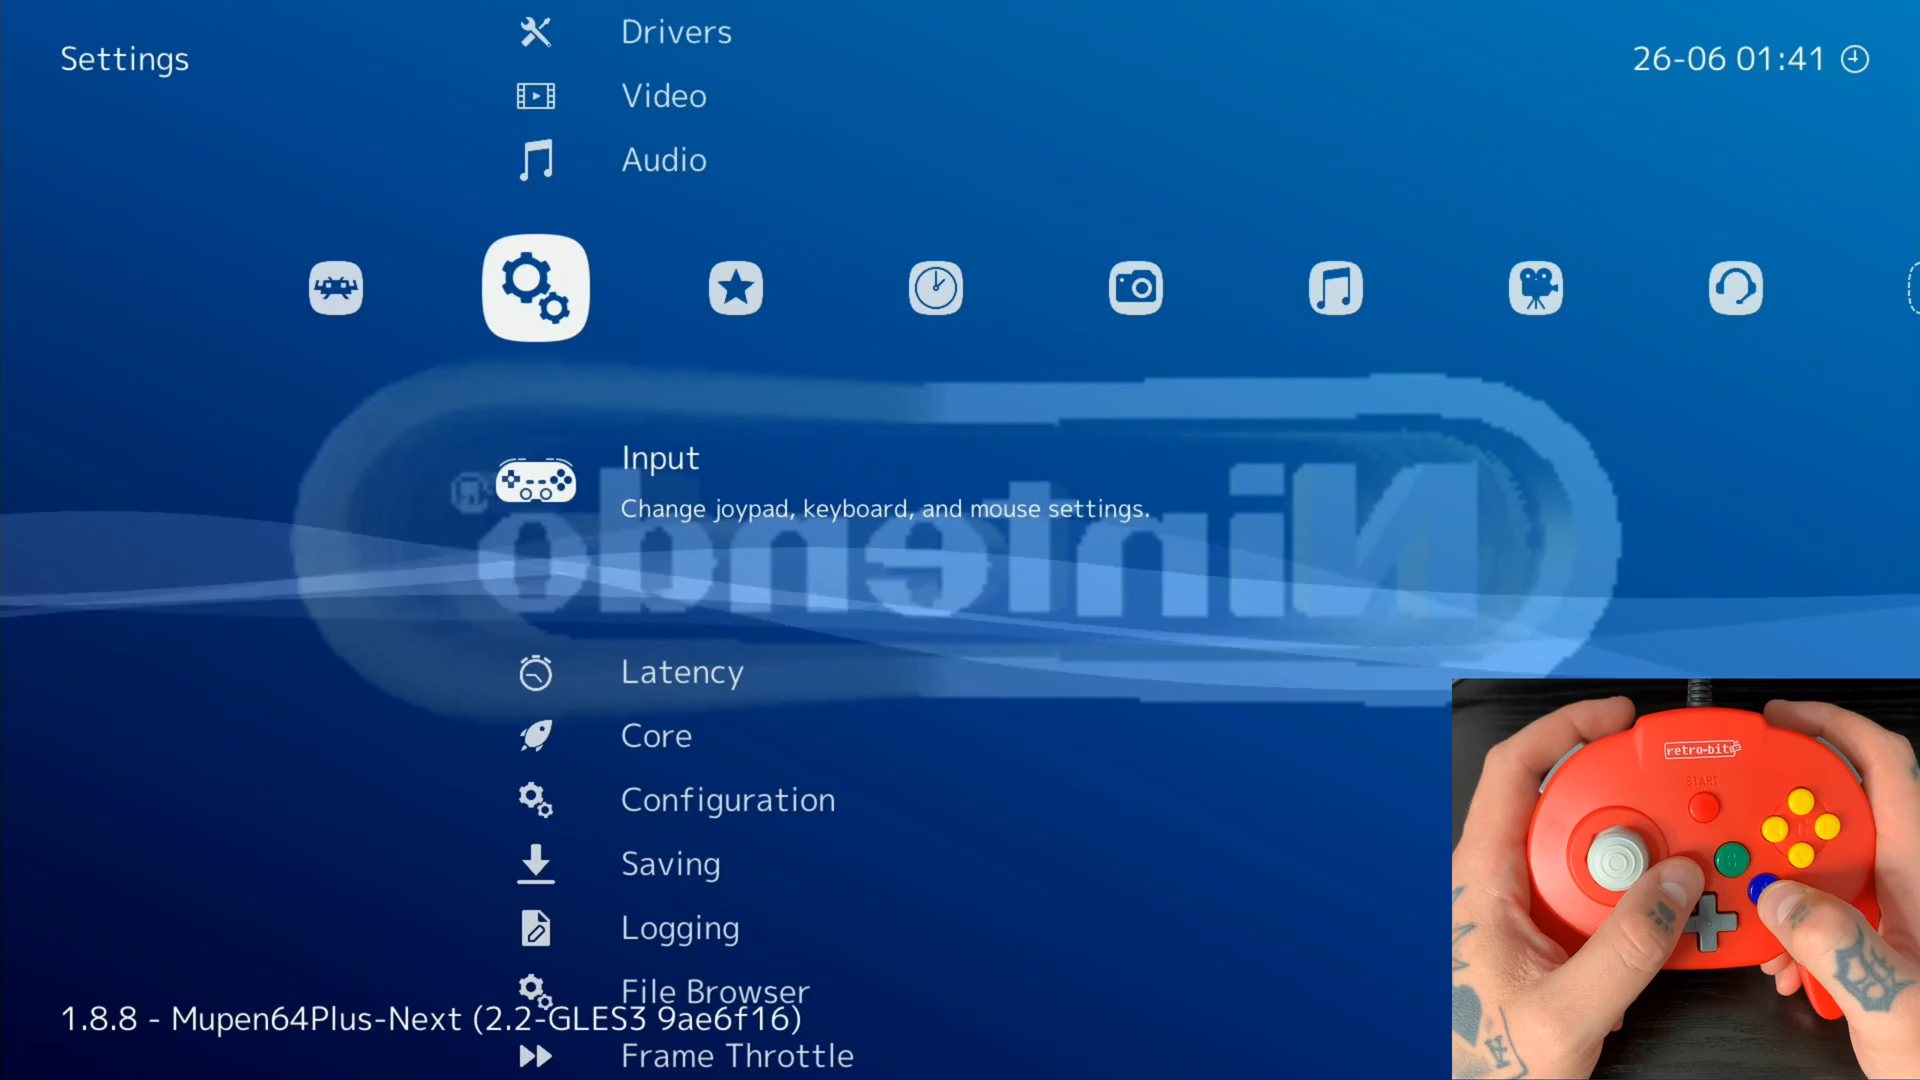 Settings
26-06 01:41
Drivers
Video
Audio
Input
Change joypad, keyboard, and mouse settings.
Nintendo®
Latency
Core
Configuration
Saving
Logging
File Browser
1.8.8 - Mupen64Plus-Next (2.2-GLES3 9ae6f16)
Frame Throttle
retro-bit
START